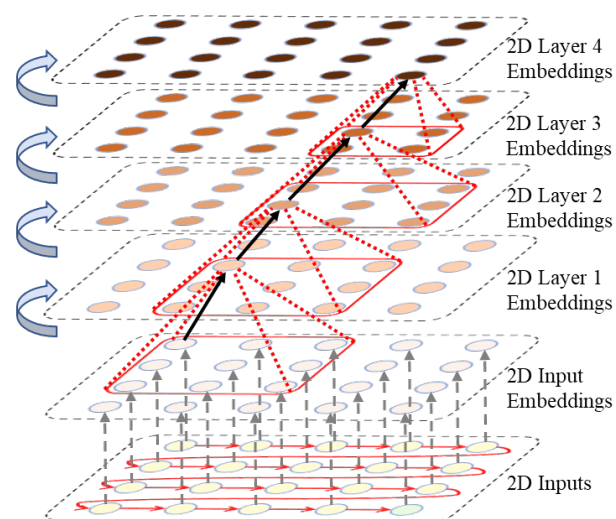 2D Layer 4
Embeddings
2D Layer 3
Embeddings
2D Layer 2
Embeddings
2D Layer 1
Embeddings
2D Input
Embeddings
2D Inputs